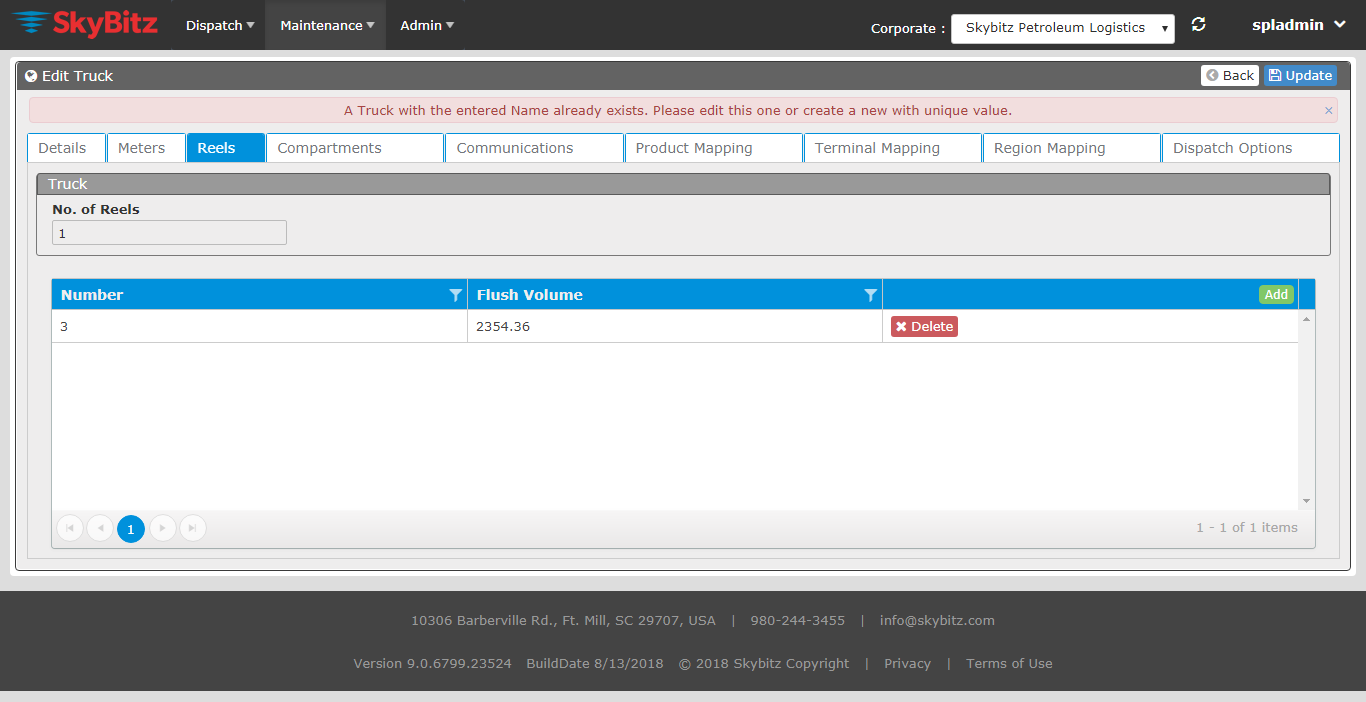 SkyBitz Dispatch Maintenance Admin Corporate : Skybitz Petroleum Logistics spladmin
Edit Truck Back Update
A Truck with the entered Name already exists. Please edit this one or create a new with unique value. ×
Details Meters Reels Compartments Communications Product Mapping Terminal Mapping Region Mapping Dispatch Options
Truck
No. of Reels
1
Number Flush Volume Add
3 2354.36 Delete
1 1 - 1 of 1 items
10306 Barberville Rd., Ft. Mill, SC 29707, USA | 980-244-3455 | info@skybitz.com
Version 9.0.6799.23524 BuildDate 8/13/2018 © 2018 Skybitz Copyright | Privacy | Terms of Use